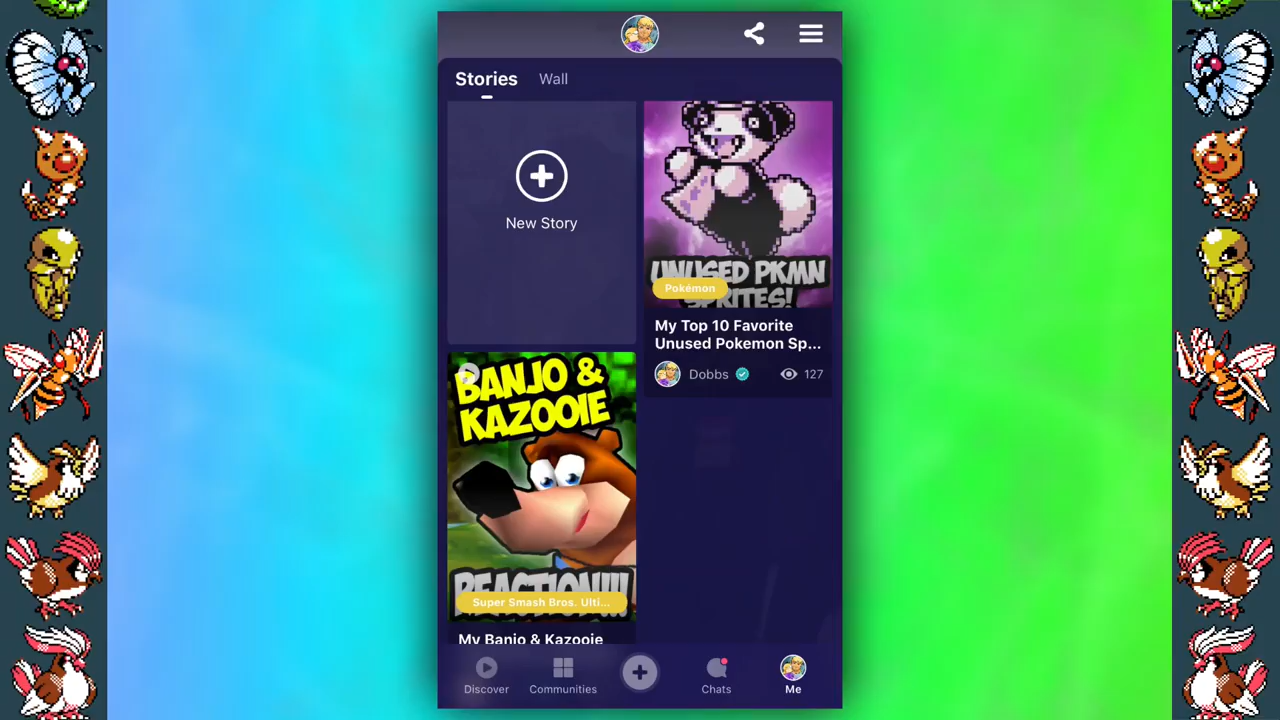 Stories
Wall
New Story
UNUSED PKMN
SPRITES!
Pokémon
My Top 10 Favorite
Unused Pokemon Sp...
Dobbs
127
BANJO &
KAZOOIE
REACTION!!!
Super Smash Bros. Ulti...
My Banjo & Kazooie
Discover
Communities
Chats
Me